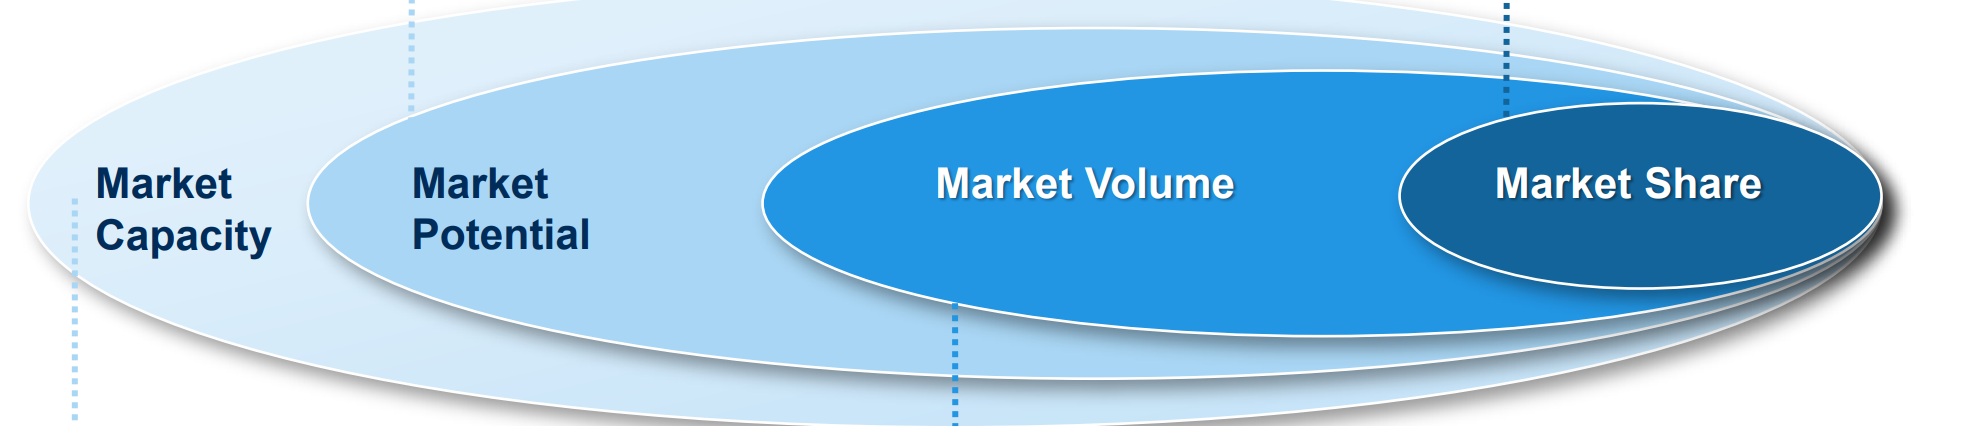 Market
Capacity
Market
Potential
Market Volume
Market Share